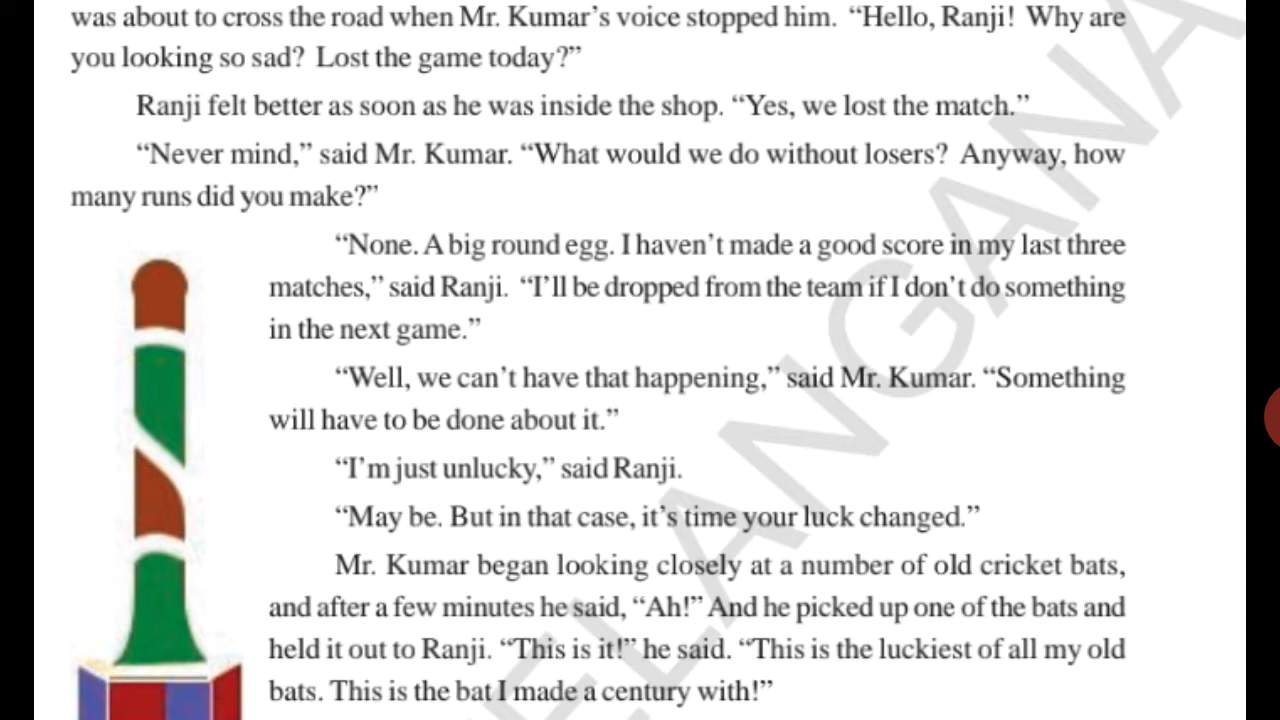 was about to cross the road when Mr. Kumar’s voice stopped him. “Hello, Ranji! Why are
you looking so sad? Lost the game today?”
Ranji felt better as soon as he was inside the shop. “Yes, we lost the match.”
“Never mind,” said Mr. Kumar. “What would we do without losers? Anyway, how
many runs did you make?”
“None. A big round egg. I haven’t made a good score in my last three
matches,” said Ranji. “I’ll be dropped from the team if I don’t do something
in the next game.”
“Well, we can’t have that happening,” said Mr. Kumar. “Something
will have to be done about it.”
“I’m just unlucky,” said Ranji.
“May be. But in that case, it’s time your luck changed.”
Mr. Kumar began looking closely at a number of old cricket bats,
and after a few minutes he said, “Ah!” And he picked up one of the bats and
held it out to Ranji. “This is it!” he said. “This is the luckiest of all my old
bats. This is the bat I made a century with!”
ELANGANA